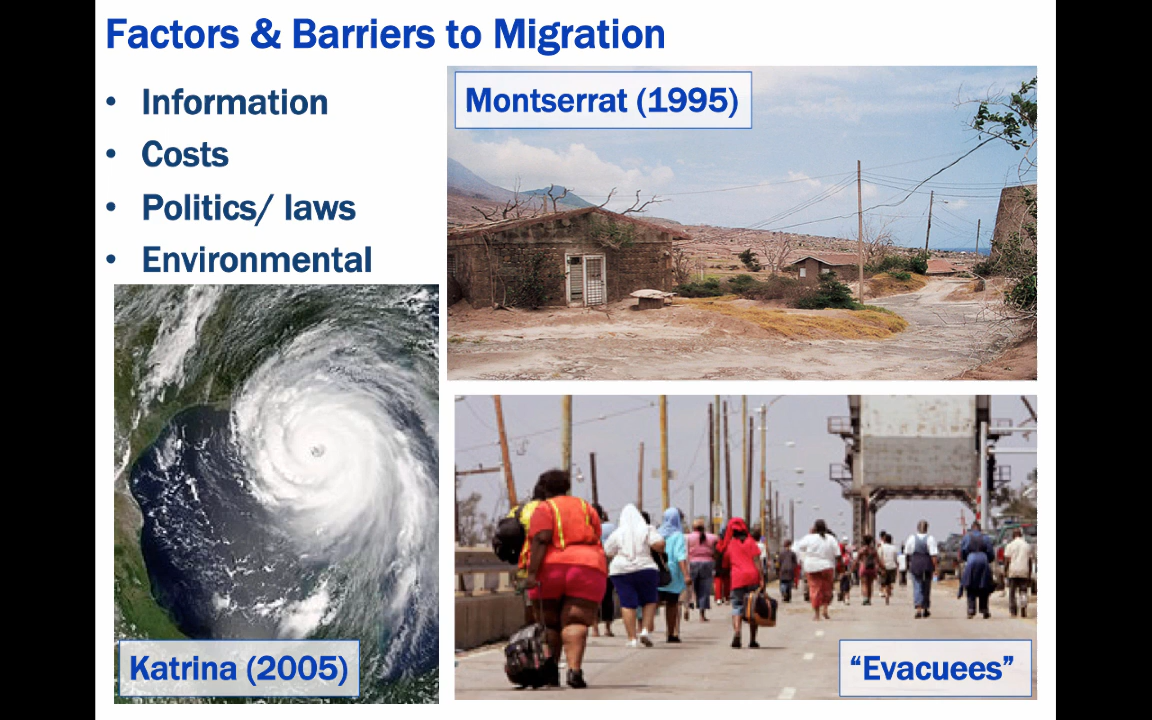 Factors & Barriers to Migration
• Information
• Costs
• Politics/ laws
• Environmental
Montserrat (1995)
Katrina (2005)
“Evacuees”